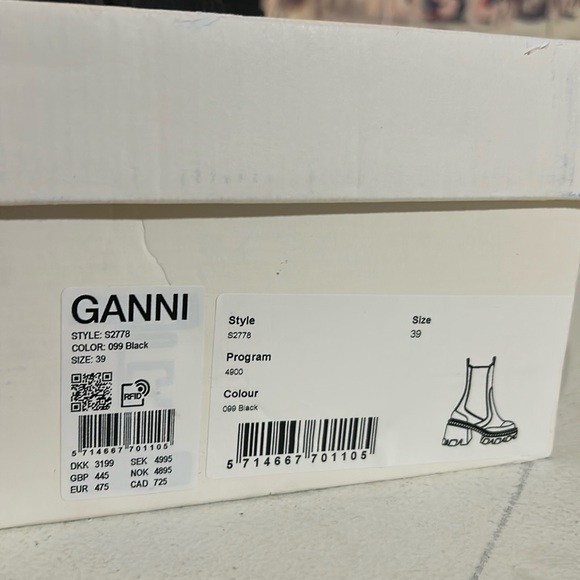 GANNI
STYLE: S2778
COLOR: 099 Black
SIZE: 39
RFID
5 714667 701105
DKK 3199 SEK 4995
GBP 445 NOK 4895
EUR 475 CAD 725
Style Size
S2778 39
Program
4900
Colour
099 Black
5 714667 701105